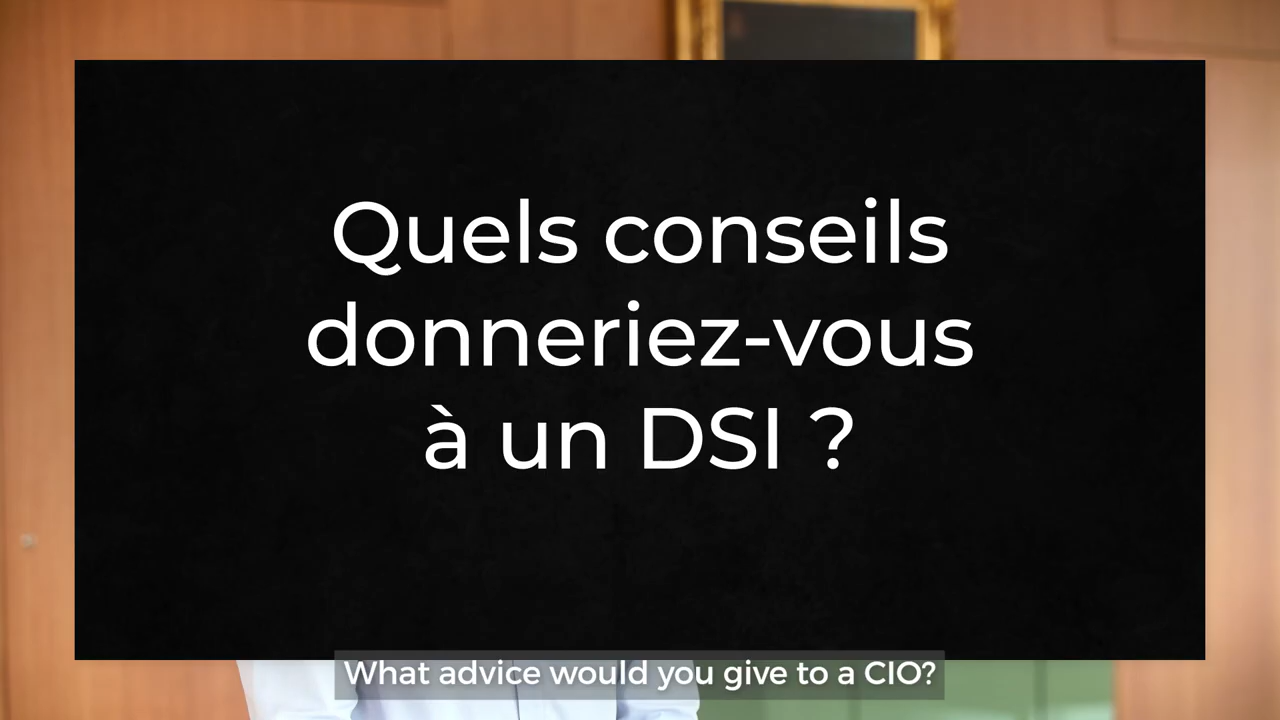 Quels conseils
donneriez-vous
à un DSI ?
What advice would you give to a CIO?